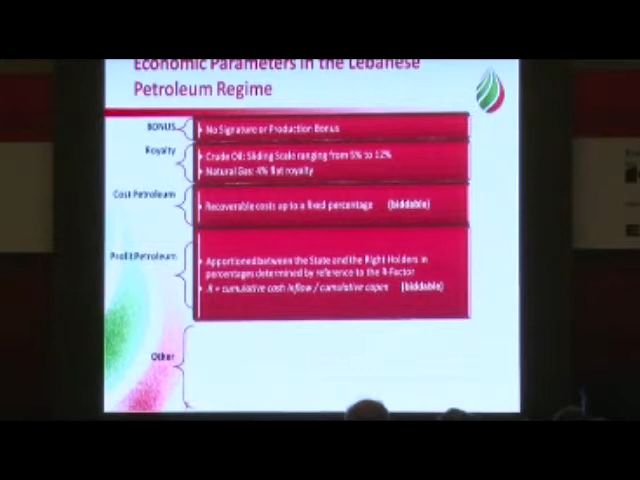 Economic Parameters in the Lebanese
Petroleum Regime
BONUS
No Signature or Production Bonus
Royalty
Crude Oil: Sliding Scale ranging from 5% to 12%
Natural Gas: 4% flat royalty
Cost Petroleum
Recoverable costs up to a fixed percentage (biddable)
Profit Petroleum
Apportioned between the State and the Right Holders in
percentages determined by reference to the R-Factor
R = cumulative cash inflow / cumulative capex (biddable)
Other